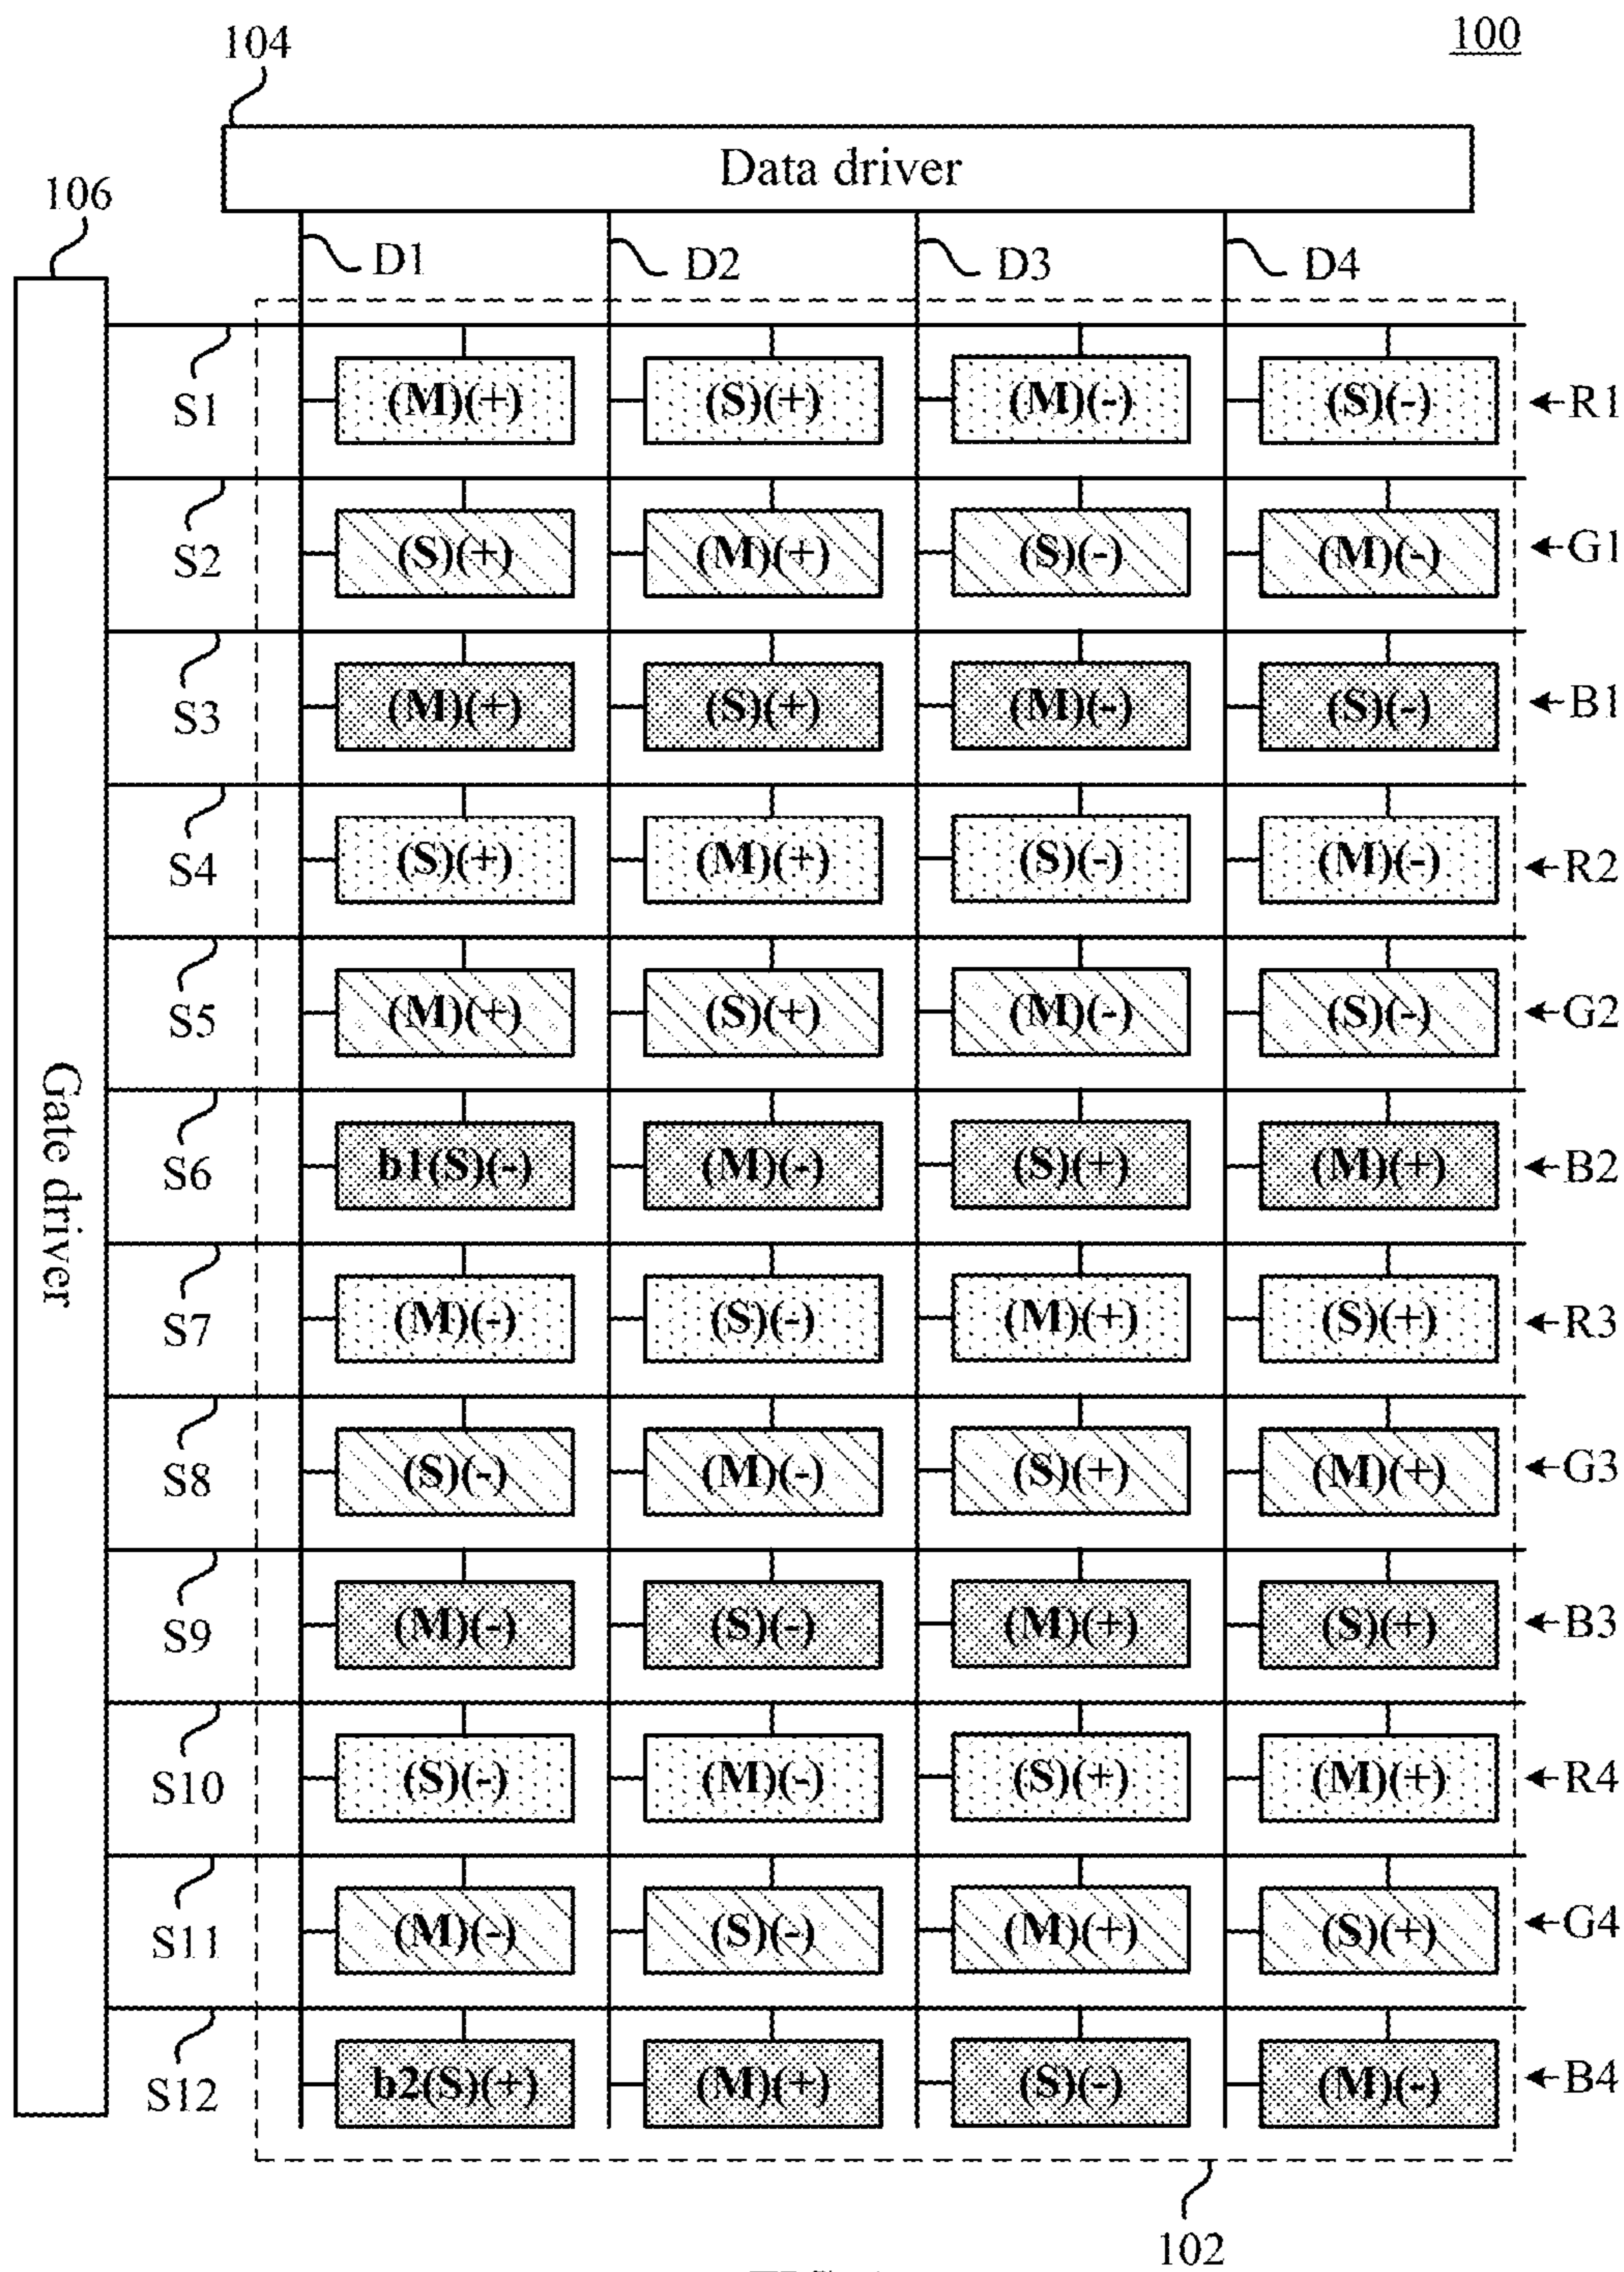 100
104
Data driver
106
D1 D2 D3 D4
S1 (M)(+) (S)(+) (M)(-) (S)(-) R1
S2 (S)(+) (M)(+) (S)(-) (M)(-) G1
S3 (M)(+) (S)(+) (M)(-) (S)(-) B1
S4 (S)(+) (M)(+) (S)(-) (M)(-) R2
S5 (M)(+) (S)(+) (M)(-) (S)(-) G2
Gate driver
S6 b1(S)(-) (M)(-) (S)(+) (M)(+) B2
S7 (M)(-) (S)(-) (M)(+) (S)(+) R3
S8 (S)(-) (M)(-) (S)(+) (M)(+) G3
S9 (M)(-) (S)(-) (M)(+) (S)(+) B3
S10 (S)(-) (M)(-) (S)(+) (M)(+) R4
S11 (M)(-) (S)(-) (M)(+) (S)(+) G4
S12 b2(S)(+) (M)(+) (S)(-) (M)(-) B4
102